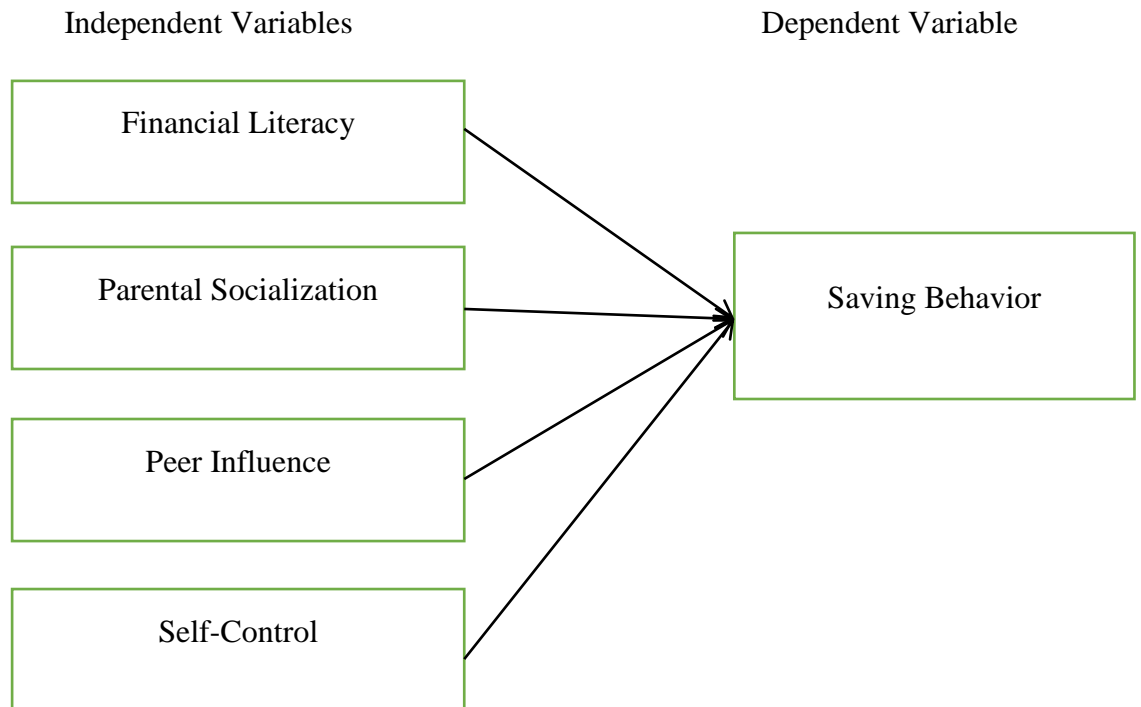 Independent Variables
Dependent Variable
Financial Literacy
Parental Socialization
Saving Behavior
Peer Influence
Self-Control